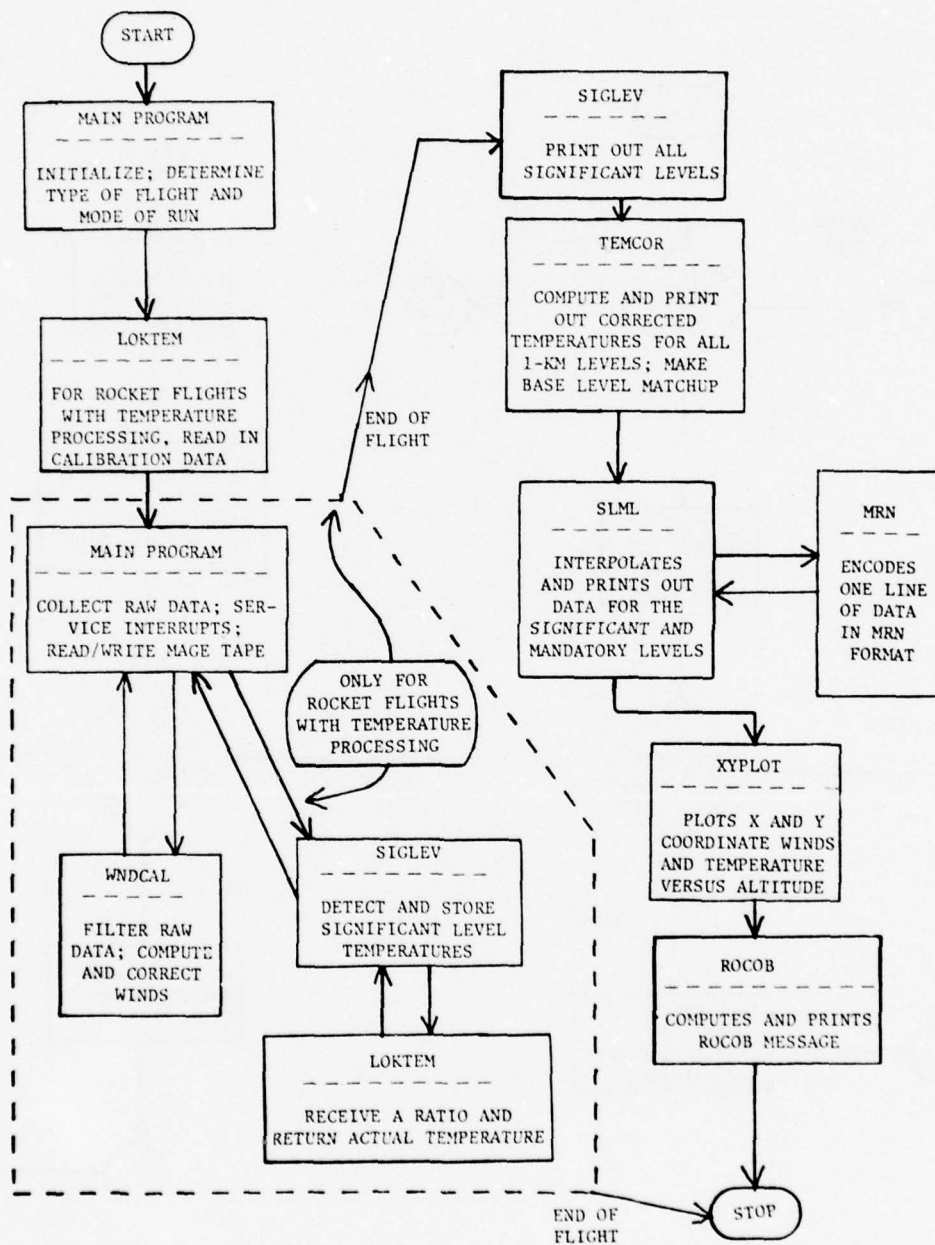 START
MAIN PROGRAM
INITIALIZE; DETERMINE
TYPE OF FLIGHT AND
MODE OF RUN
LOKTEM
FOR ROCKET FLIGHTS
WITH TEMPERATURE
PROCESSING, READ IN
CALIBRATION DATA
MAIN PROGRAM
COLLECT RAW DATA; SER-
VICE INTERRUPTS;
READ/WRITE MAGE TAPE
WNDCAL
FILTER RAW
DATA; COMPUTE
AND CORRECT
WINDS
ONLY FOR
ROCKET FLIGHTS
WITH TEMPERATURE
PROCESSING
SIGLEV
DETECT AND STORE
SIGNIFICANT LEVEL
TEMPERATURES
LOKTEM
RECEIVE A RATIO AND
RETURN ACTUAL TEMPERATURE
END OF
FLIGHT
SIGLEV
PRINT OUT ALL
SIGNIFICANT LEVELS
TEMCOR
COMPUTE AND PRINT
OUT CORRECTED
TEMPERATURES FOR ALL
1-KM LEVELS; MAKE
BASE LEVEL MATCHUP
SLML
INTERPOLATES
AND PRINTS OUT
DATA FOR THE
SIGNIFICANT AND
MANDATORY LEVELS
MRN
ENCODES
ONE LINE
OF DATA
IN MRN
FORMAT
XYPLOT
PLOTS X AND Y
COORDINATE WINDS
AND TEMPERATURE
VERSUS ALTITUDE
ROCOB
COMPUTES AND PRINTS
ROCOB MESSAGE
END OF
FLIGHT
STOP